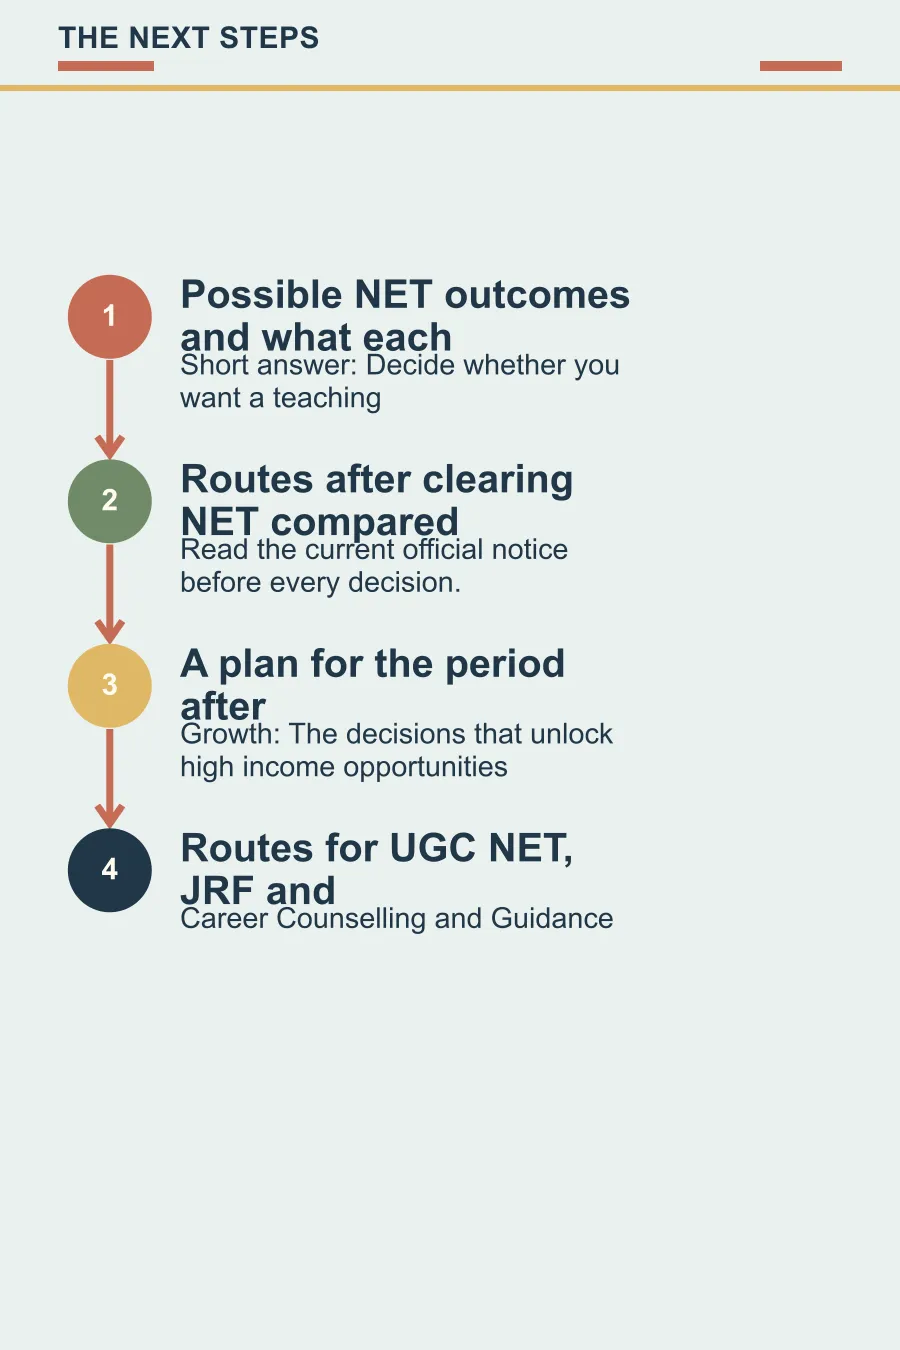 THE NEXT STEPS
1
Possible NET outcomes
and what each
Short answer: Decide whether you
want a teaching
2
Routes after clearing
NET compared
Read the current official notice
before every decision.
3
A plan for the period
after
Growth: The decisions that unlock
high income opportunities
4
Routes for UGC NET,
JRF and
Career Counselling and Guidance